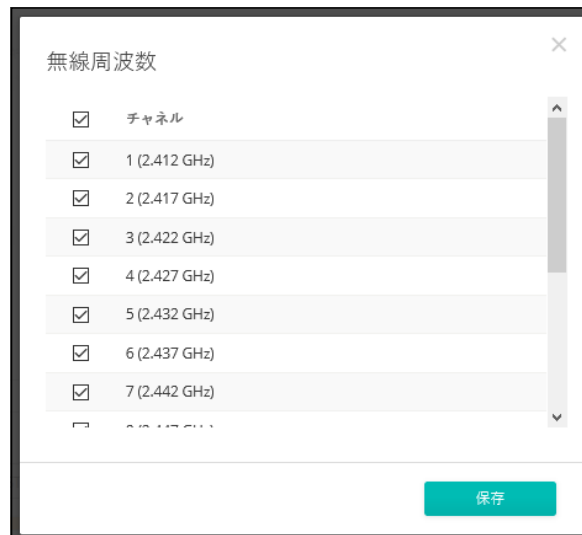 無線周波数
チャネル
1 (2.412 GHz)
2 (2.417 GHz)
3 (2.422 GHz)
4 (2.427 GHz)
5 (2.432 GHz)
6 (2.437 GHz)
7 (2.442 GHz)
保存